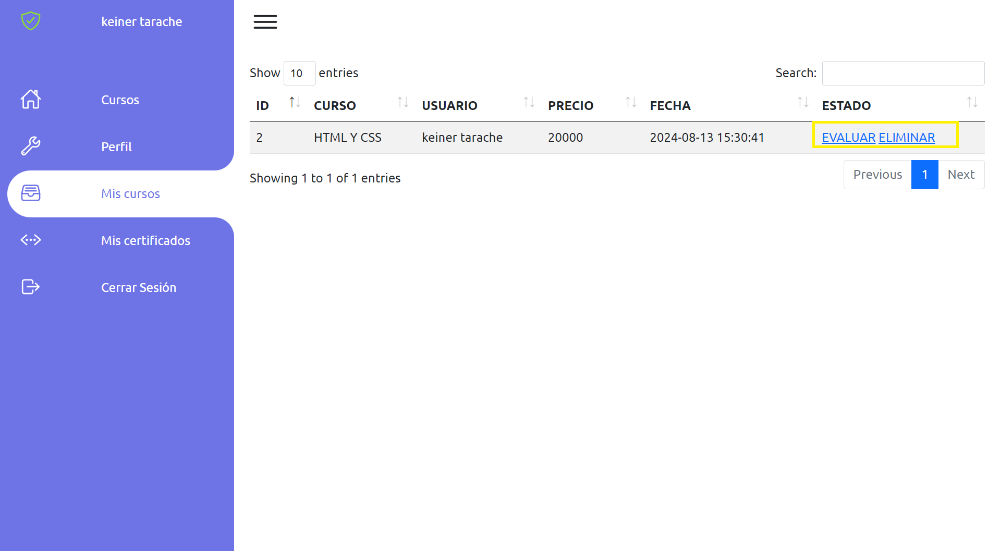 keiner tarache
Cursos
Perfil
Mis cursos
Mis certificados
Cerrar Sesión
Show 10 entries
Search:
ID CURSO USUARIO PRECIO FECHA ESTADO
2 HTML Y CSS keiner tarache 20000 2024-08-13 15:30:41 EVALUAR ELIMINAR
Showing 1 to 1 of 1 entries
Previous 1 Next